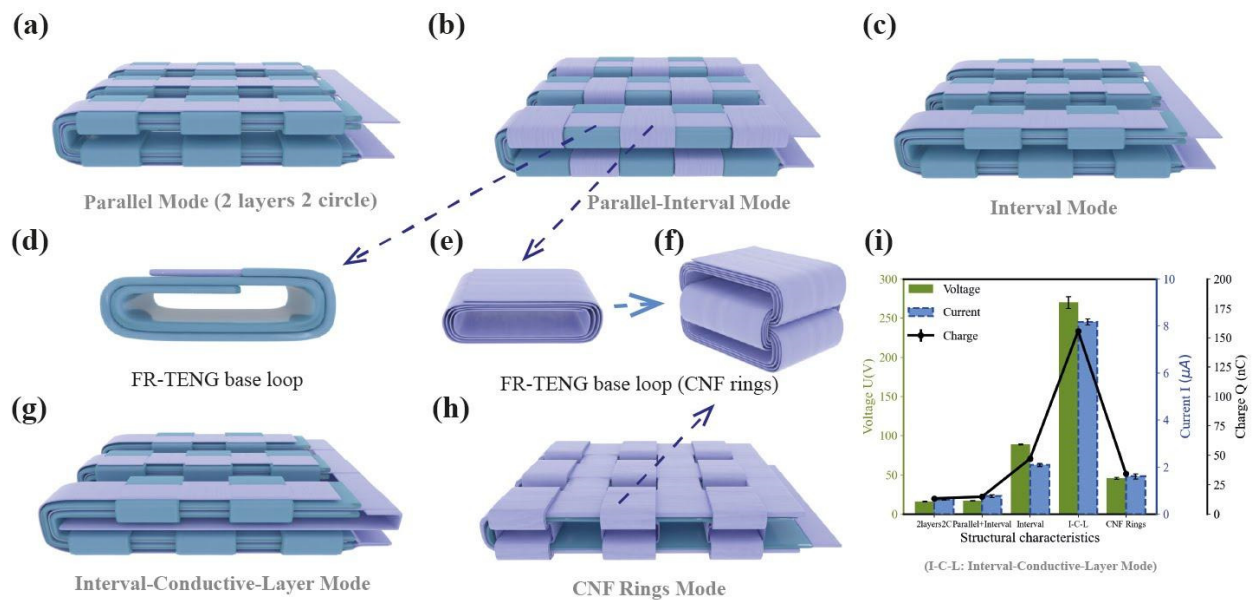 (a)
(b)
(c)
Parallel Mode (2 layers 2 circle)
Parallel-Interval Mode
Interval Mode
(d)
(e)
(f)
(i)
FR-TENG base loop
FR-TENG base loop (CNF rings)
300
250
200
150
100
50
0
Voltage U(V)
Voltage
Current
Charge
10
8
6
4
2
0
Current I (μA)
200
175
150
125
100
75
50
25
0
Charge Q (nC)
2layers2C
Parallel+Interval
Interval
I-C-L
CNF Rings
Structural characteristics
(I-C-L: Interval-Conductive-Layer Mode)
(g)
(h)
Interval-Conductive-Layer Mode
CNF Rings Mode